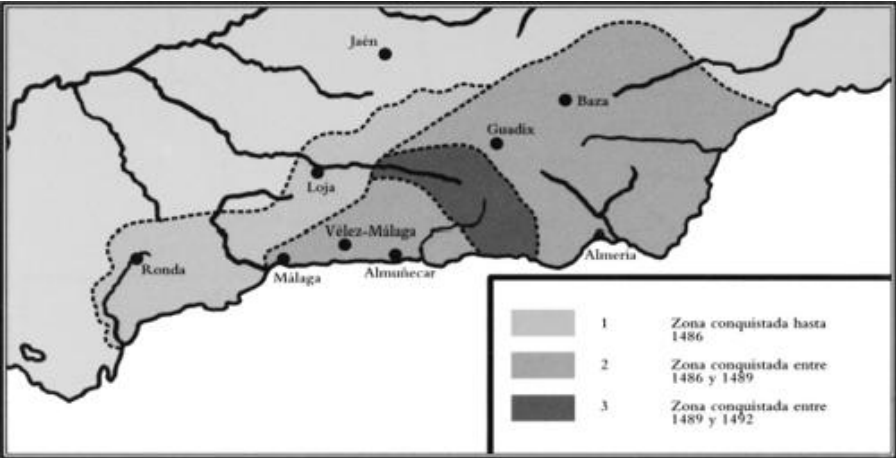 Jaén
Baza
Guadix
Loja
Vélez-Málaga
Ronda
Málaga
Almuñecar
Almería
1 Zona conquistada hasta
1486
2 Zona conquistada entre
1486 y 1489
3 Zona conquistada entre
1489 y 1492